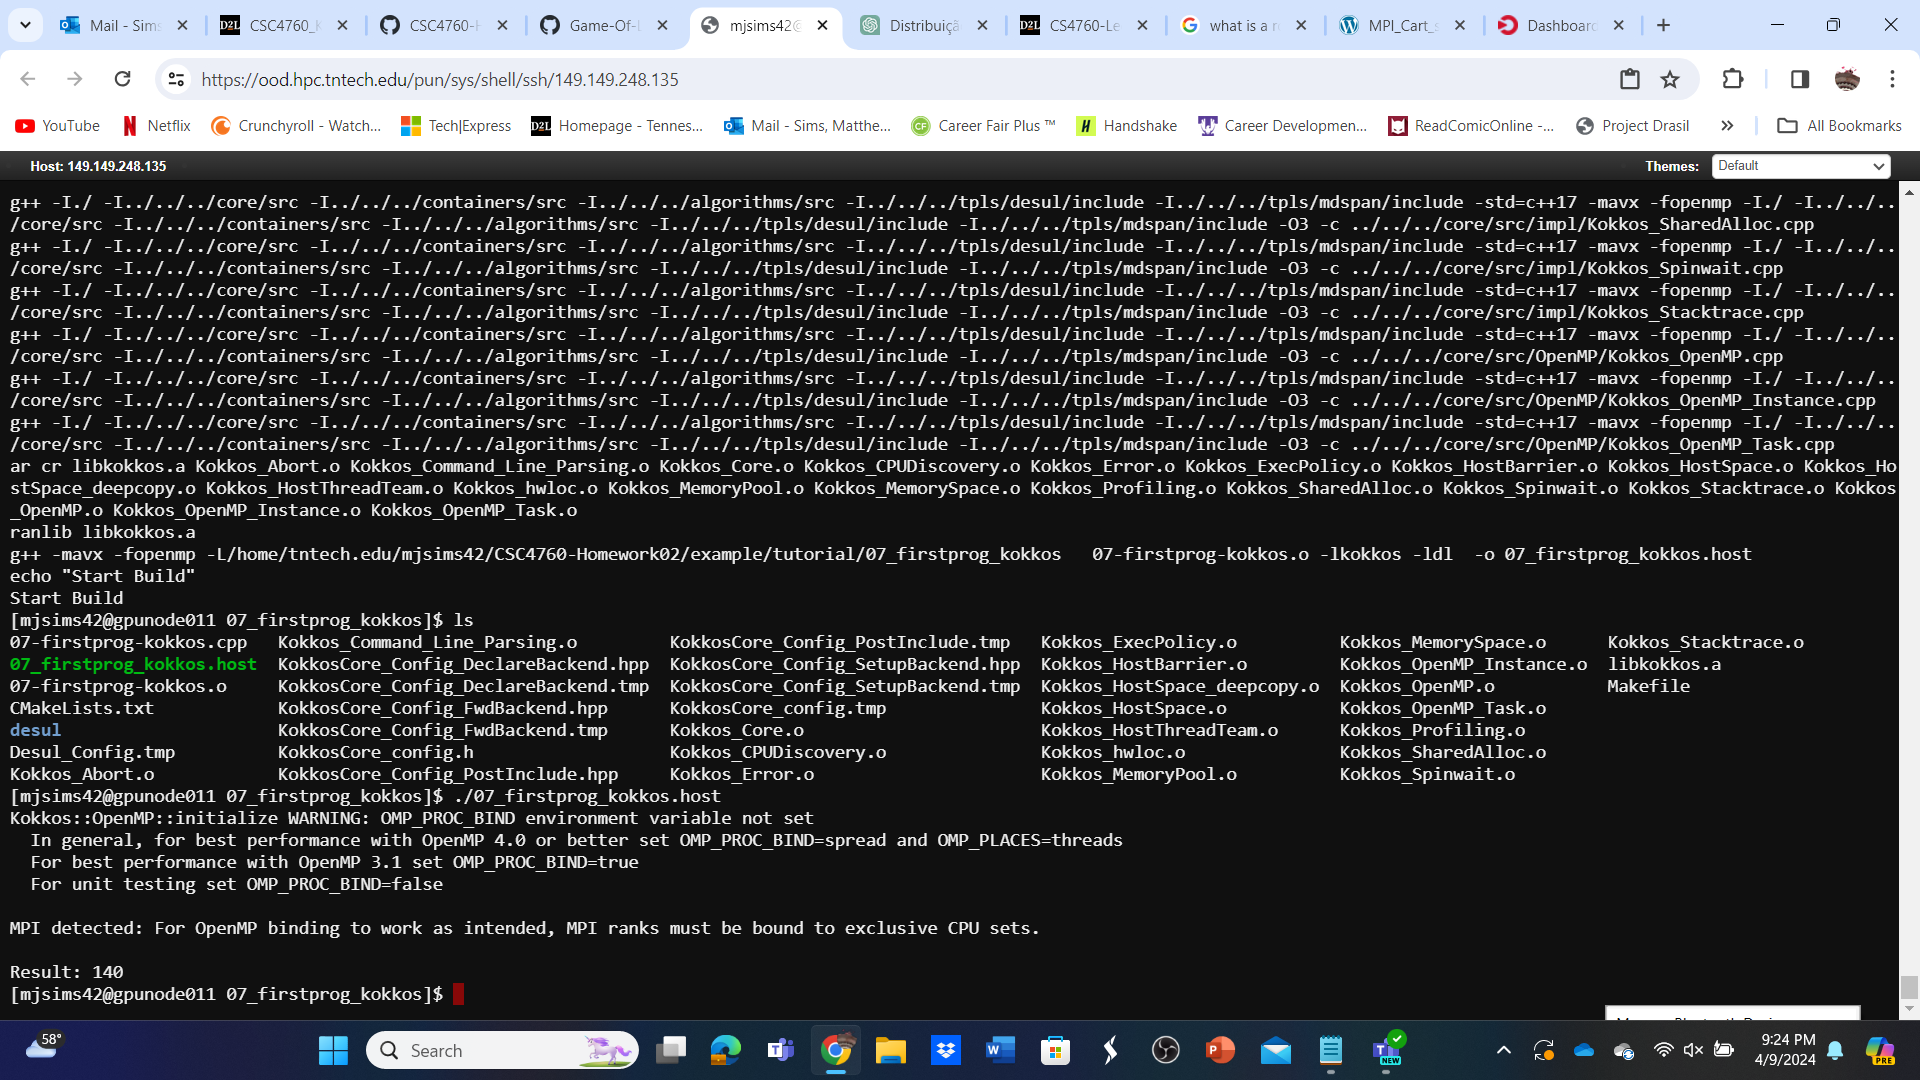 Mail - Sims
CSC4760_K
CSC4760-H
Game-Of-L
mjsims42@
Distribuiçã
CS4760-Le
what is a r
MPI_Cart_s
Dashboard
https://ood.hpc.tntech.edu/pun/sys/shell/ssh/149.149.248.135
YouTube
Netflix
Crunchyroll - Watch...
Tech|Express
D2L Homepage - Tennes...
Mail - Sims, Matthe...
Career Fair Plus ™
Handshake
Career Developmen...
ReadComicOnline -...
Project Drasil
All Bookmarks
Host: 149.149.248.135
Themes: Default
g++ -I./ -I../../../core/src -I../../../containers/src -I../../../algorithms/src -I../../../tpls/desul/include -I../../../tpls/mdspan/include -std=c++17 -mavx -fopenmp -I./ -I../../..
/core/src -I../../../containers/src -I../../../algorithms/src -I../../../tpls/desul/include -I../../../tpls/mdspan/include -O3 -c ../../../core/src/impl/Kokkos_SharedAlloc.cpp
g++ -I./ -I../../../core/src -I../../../containers/src -I../../../algorithms/src -I../../../tpls/desul/include -I../../../tpls/mdspan/include -std=c++17 -mavx -fopenmp -I./ -I../../..
/core/src -I../../../containers/src -I../../../algorithms/src -I../../../tpls/desul/include -I../../../tpls/mdspan/include -O3 -c ../../../core/src/impl/Kokkos_Spinwait.cpp
g++ -I./ -I../../../core/src -I../../../containers/src -I../../../algorithms/src -I../../../tpls/desul/include -I../../../tpls/mdspan/include -std=c++17 -mavx -fopenmp -I./ -I../../..
/core/src -I../../../containers/src -I../../../algorithms/src -I../../../tpls/desul/include -I../../../tpls/mdspan/include -O3 -c ../../../core/src/impl/Kokkos_Stacktrace.cpp
g++ -I./ -I../../../core/src -I../../../containers/src -I../../../algorithms/src -I../../../tpls/desul/include -I../../../tpls/mdspan/include -std=c++17 -mavx -fopenmp -I./ -I../../..
/core/src -I../../../containers/src -I../../../algorithms/src -I../../../tpls/desul/include -I../../../tpls/mdspan/include -O3 -c ../../../core/src/OpenMP/Kokkos_OpenMP.cpp
g++ -I./ -I../../../core/src -I../../../containers/src -I../../../algorithms/src -I../../../tpls/desul/include -I../../../tpls/mdspan/include -std=c++17 -mavx -fopenmp -I./ -I../../..
/core/src -I../../../containers/src -I../../../algorithms/src -I../../../tpls/desul/include -I../../../tpls/mdspan/include -O3 -c ../../../core/src/OpenMP/Kokkos_OpenMP_Instance.cpp
g++ -I./ -I../../../core/src -I../../../containers/src -I../../../algorithms/src -I../../../tpls/desul/include -I../../../tpls/mdspan/include -std=c++17 -mavx -fopenmp -I./ -I../../..
/core/src -I../../../containers/src -I../../../algorithms/src -I../../../tpls/desul/include -I../../../tpls/mdspan/include -O3 -c ../../../core/src/OpenMP/Kokkos_OpenMP_Task.cpp
ar cr libkokkos.a Kokkos_Abort.o Kokkos_Command_Line_Parsing.o Kokkos_Core.o Kokkos_CPUDiscovery.o Kokkos_Error.o Kokkos_ExecPolicy.o Kokkos_HostBarrier.o Kokkos_HostSpace.o Kokkos_Ho
stSpace_deepcopy.o Kokkos_HostThreadTeam.o Kokkos_hwloc.o Kokkos_MemoryPool.o Kokkos_MemorySpace.o Kokkos_Profiling.o Kokkos_SharedAlloc.o Kokkos_Spinwait.o Kokkos_Stacktrace.o Kokkos
_OpenMP.o Kokkos_OpenMP_Instance.o Kokkos_OpenMP_Task.o
ranlib libkokkos.a
g++ -mavx -fopenmp -L/home/tntech.edu/mjsims42/CSC4760-Homework02/example/tutorial/07_firstprog_kokkos   07-firstprog-kokkos.o -lkokkos -ldl  -o 07_firstprog_kokkos.host
echo "Start Build"
Start Build
[mjsims42@gpunode011 07_firstprog_kokkos]$ ls
07-firstprog-kokkos.cpp Kokkos_Command_Line_Parsing.o KokkosCore_Config_PostInclude.tmp Kokkos_ExecPolicy.o Kokkos_MemorySpace.o Kokkos_Stacktrace.o
07_firstprog_kokkos.host KokkosCore_Config_DeclareBackend.hpp KokkosCore_Config_SetupBackend.hpp Kokkos_HostBarrier.o Kokkos_OpenMP_Instance.o libkokkos.a
07-firstprog-kokkos.o KokkosCore_Config_DeclareBackend.tmp KokkosCore_Config_SetupBackend.tmp Kokkos_HostSpace_deepcopy.o Kokkos_OpenMP.o Makefile
CMakeLists.txt KokkosCore_Config_FwdBackend.hpp KokkosCore_config.tmp Kokkos_HostSpace.o Kokkos_OpenMP_Task.o
desul KokkosCore_Config_FwdBackend.tmp Kokkos_Core.o Kokkos_HostThreadTeam.o Kokkos_Profiling.o
Desul_Config.tmp KokkosCore_config.h Kokkos_CPUDiscovery.o Kokkos_hwloc.o Kokkos_SharedAlloc.o
Kokkos_Abort.o KokkosCore_Config_PostInclude.hpp Kokkos_Error.o Kokkos_MemoryPool.o Kokkos_Spinwait.o
[mjsims42@gpunode011 07_firstprog_kokkos]$ ./07_firstprog_kokkos.host
Kokkos::OpenMP::initialize WARNING: OMP_PROC_BIND environment variable not set
In general, for best performance with OpenMP 4.0 or better set OMP_PROC_BIND=spread and OMP_PLACES=threads
For best performance with OpenMP 3.1 set OMP_PROC_BIND=true
For unit testing set OMP_PROC_BIND=false
MPI detected: For OpenMP binding to work as intended, MPI ranks must be bound to exclusive CPU sets.
Result: 140
[mjsims42@gpunode011 07_firstprog_kokkos]$
58°
Search
9:24 PM
4/9/2024